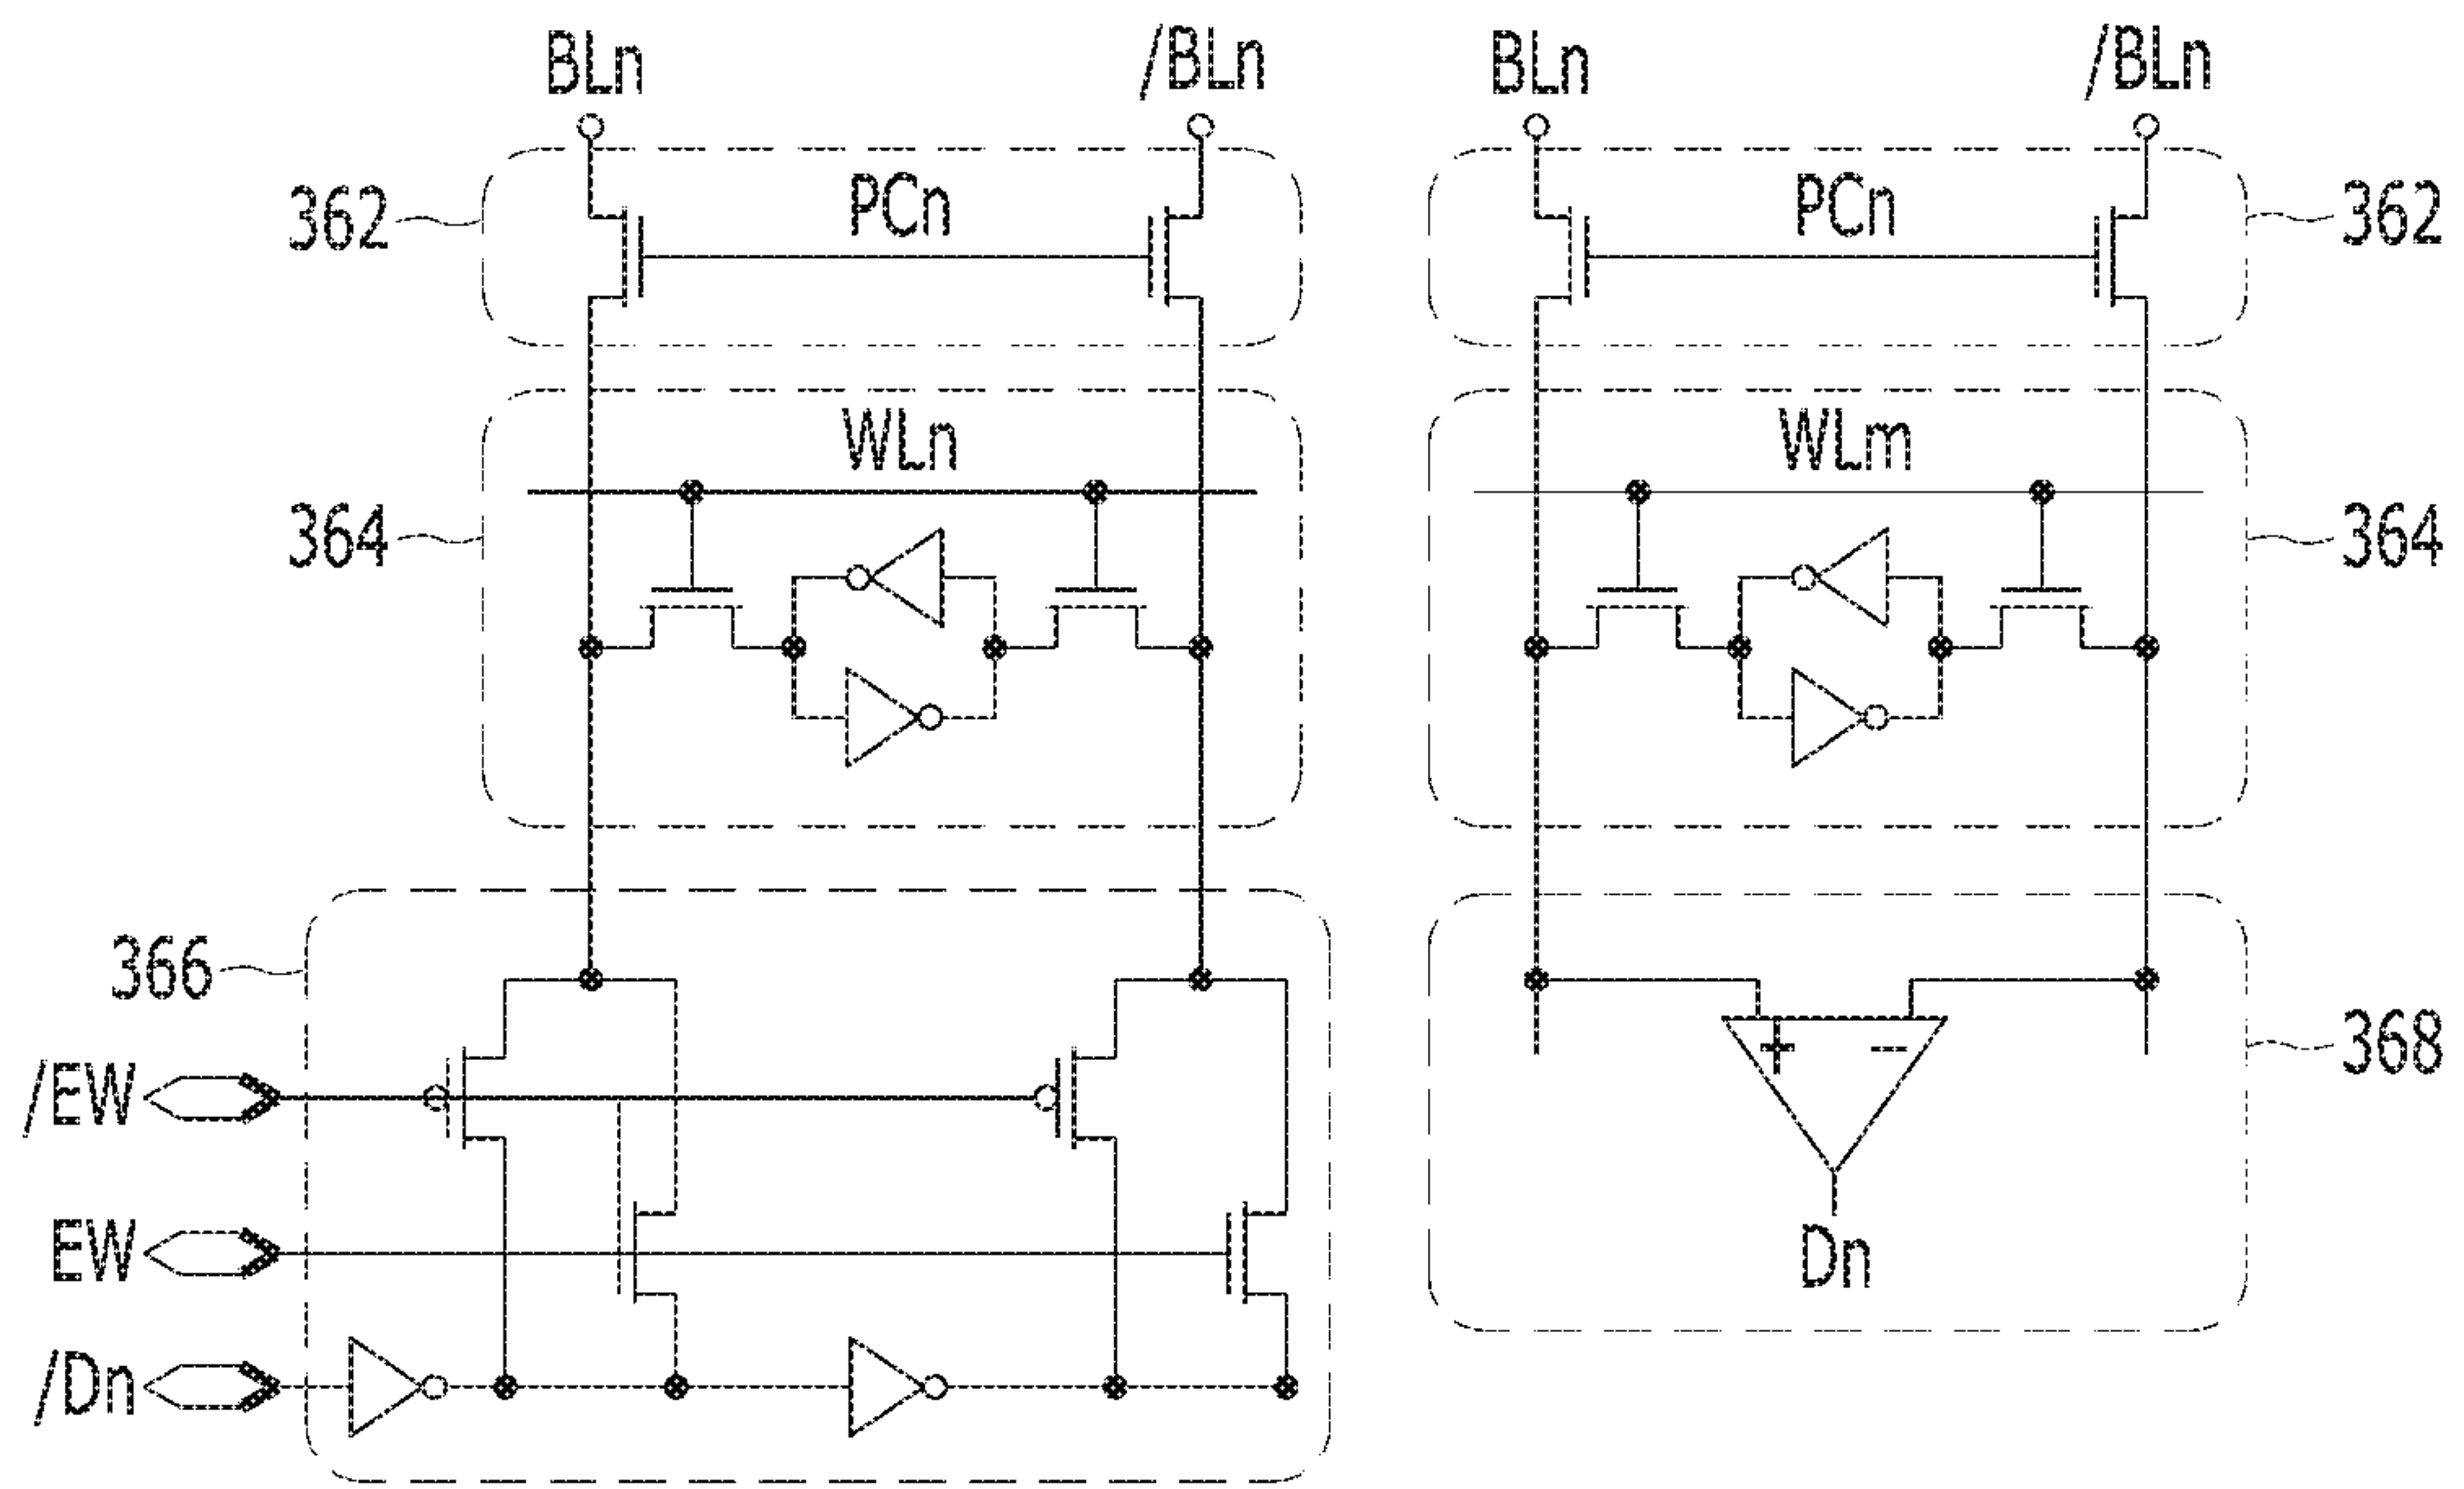 BLn /BLn BLn /BLn
362 PCn PCn 362
WLn WLm
364 364
366
/EW 368
EW Dn
/Dn
+ -